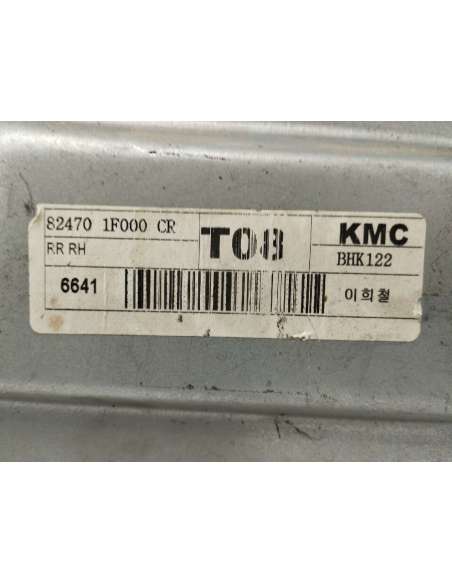 82470 1F000 CR
RR RH
T08
KMC
BHK122
6641
이희철